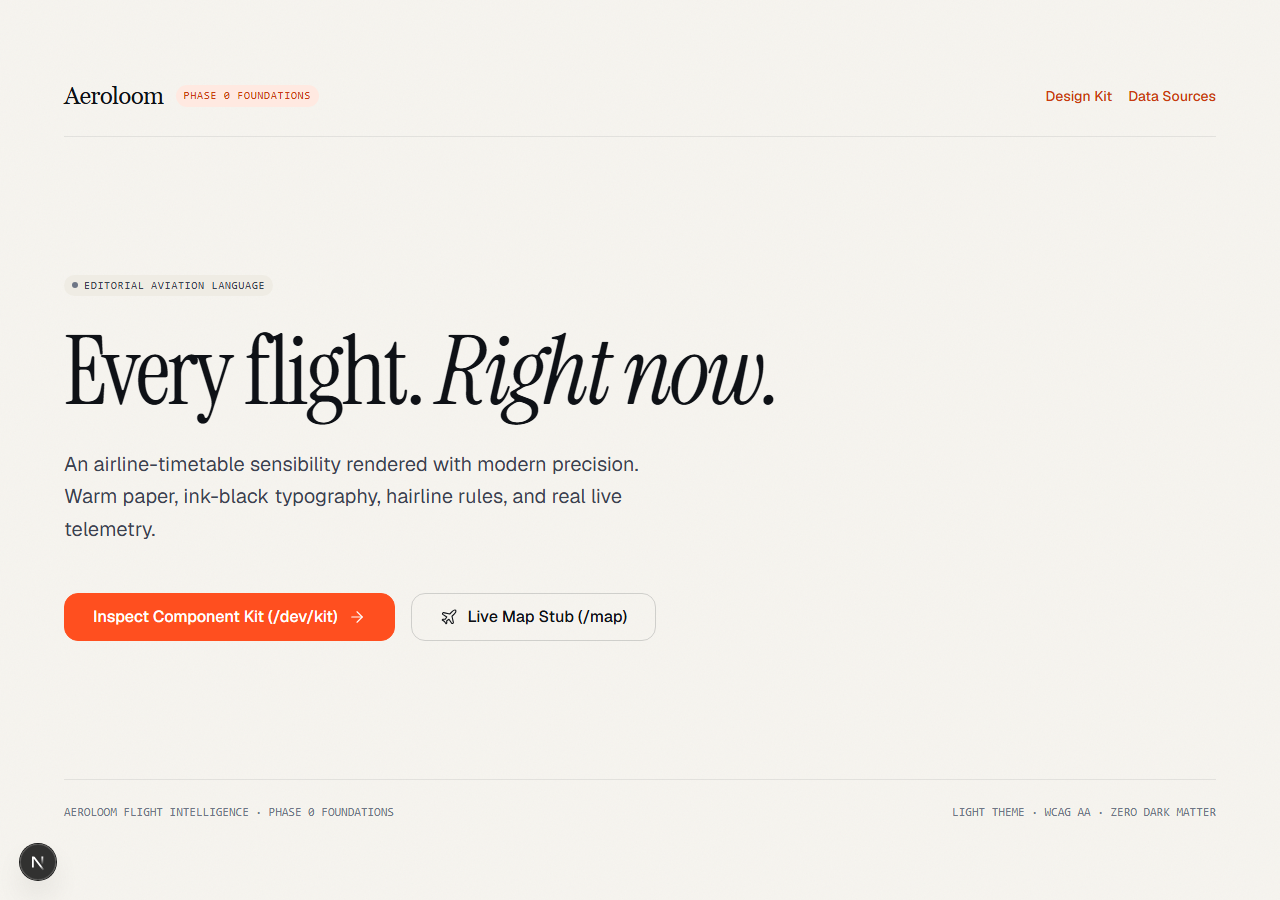 Aeroloom
PHASE 0 FOUNDATIONS
Design Kit
Data Sources
EDITORIAL AVIATION LANGUAGE
Every flight. Right now.
An airline-timetable sensibility rendered with modern precision.
Warm paper, ink-black typography, hairline rules, and real live
telemetry.
Inspect Component Kit (/dev/kit) →
Live Map Stub (/map)
AEROLOOM FLIGHT INTELLIGENCE · PHASE 0 FOUNDATIONS
LIGHT THEME · WCAG AA · ZERO DARK MATTER
N